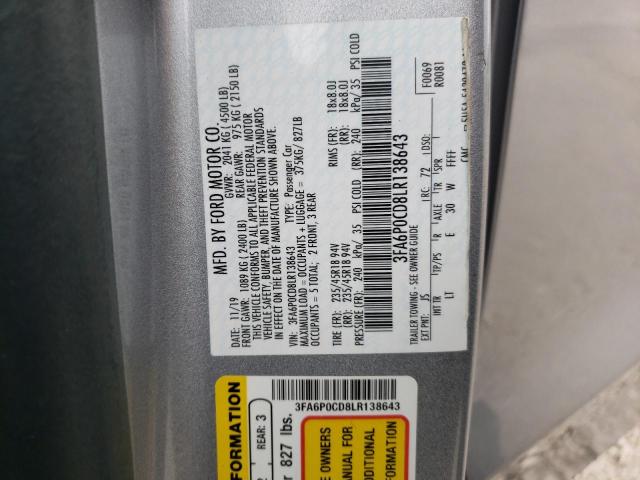 MFD. BY FORD MOTOR CO.
DATE: 11/19 GVWR: 2041 KG ( 4500 LB)
FRONT GAWR: 1089 KG ( 2400 LB) REAR GAWR: 975 KG ( 2150 LB)
THIS VEHICLE CONFORMS TO ALL APPLICABLE FEDERAL MOTOR
VEHICLE SAFETY, BUMPER, AND THEFT PREVENTION STANDARDS
IN EFFECT ON THE DATE OF MANUFACTURE SHOWN ABOVE.
VIN: 3FA6P0CD8LR138643 TYPE: Passenger Car
MAXIMUM LOAD = OCCUPANTS + LUGGAGE = 375KG/ 827LB
OCCUPANTS = 5 TOTAL; 2 FRONT, 3 REAR
TIRE (FR): 235/45R18 94V RIMS (FR): 18x8.0J
(RR): 235/45R18 94V (RR): 18x8.0J
PRESSURE (FR): 240 kPa/ 35 PSI COLD (RR): 240 kPa/ 35 PSI COLD
3FA6P0CD8LR138643
F0069
R0081
TRAILER TOWING - SEE OWNER GUIDE
EXT PNT: JS LRC: 72 DSO:
INT TR TP/PS R AXLE TR SPR
LT E 30 W FFFF
3FA6P0CD8LR138643
FORMATION
REAR: 3
827 lbs.
E OWNERS
ANUAL FOR
DDITIONAL
ORMATION